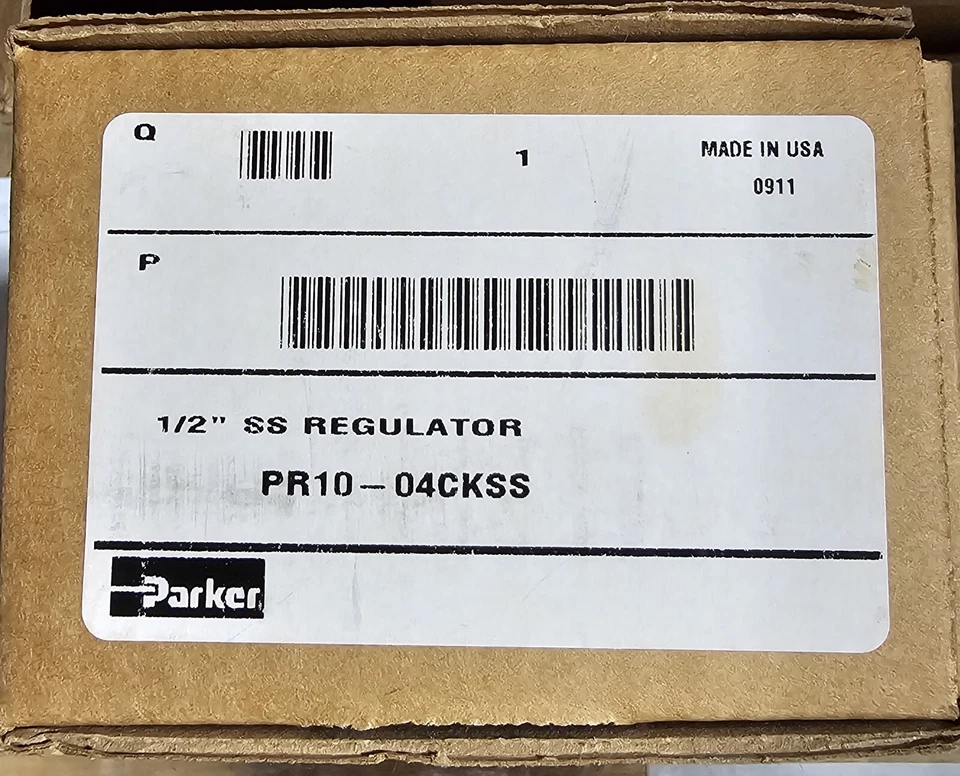 Q
1
MADE IN USA
0911
P
1/2" SS REGULATOR
PR10-04CKSS
Parker